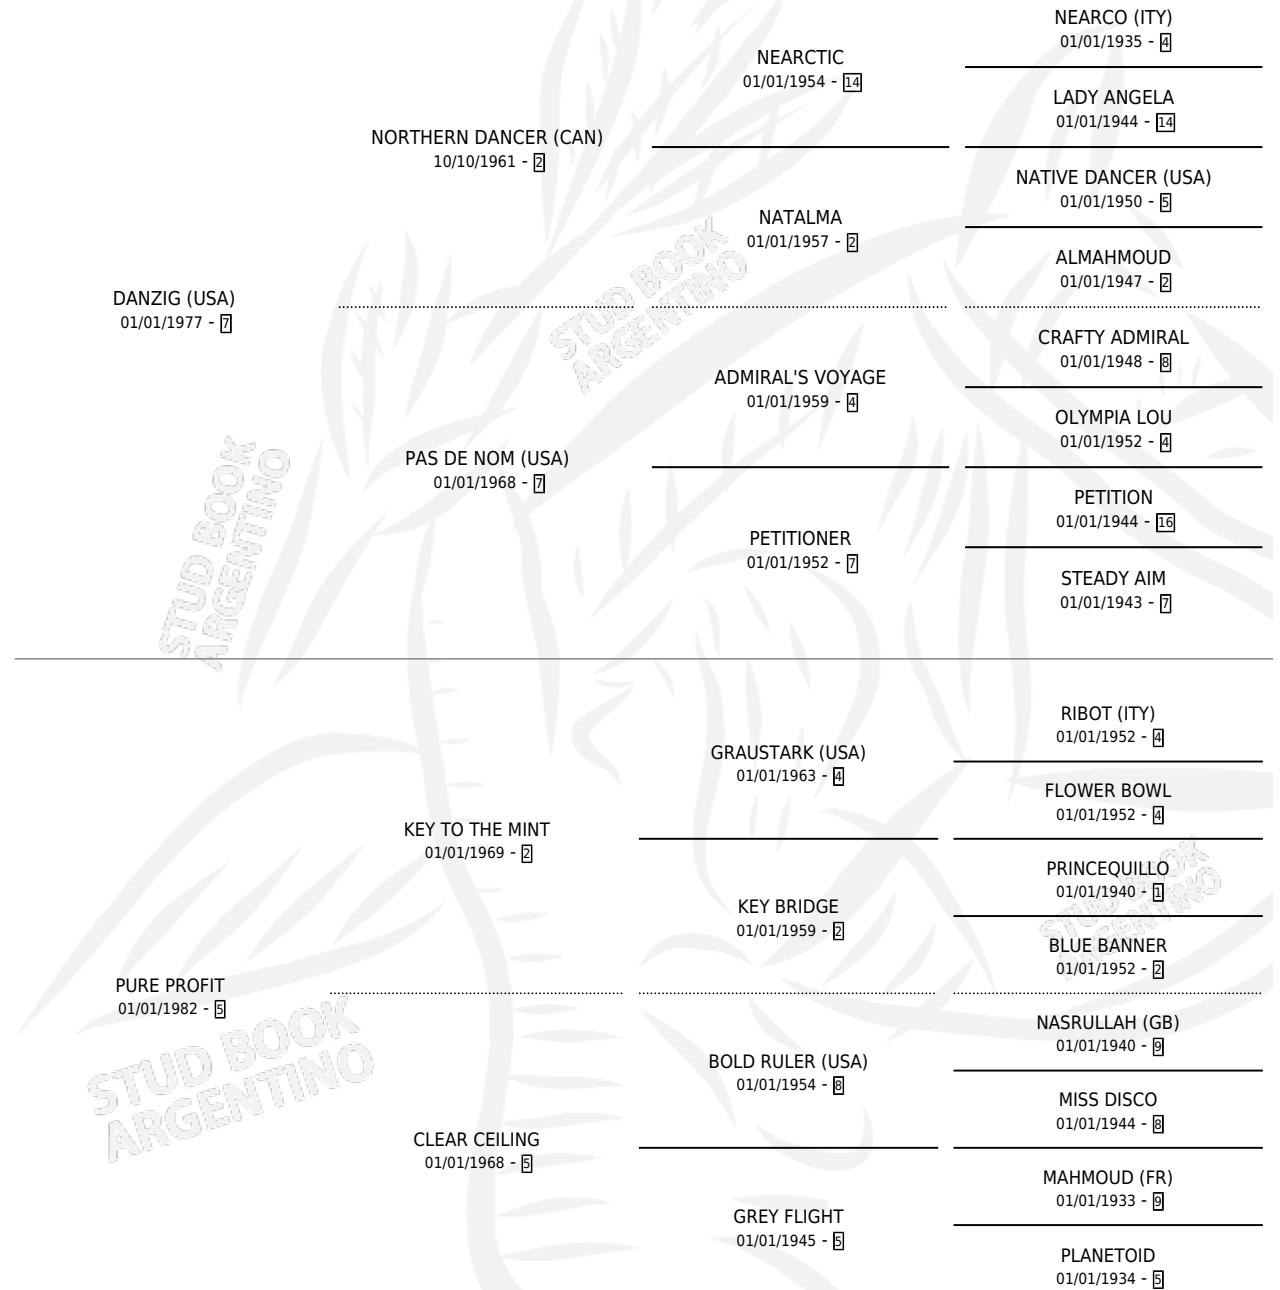 NEARCO (ITY)
01/01/1935 - 4
NEARCTIC
01/01/1954 - 14
LADY ANGELA
01/01/1944 - 14
NORTHERN DANCER (CAN)
10/10/1961 - 2
NATIVE DANCER (USA)
01/01/1950 - 5
NATALMA
01/01/1957 - 2
ALMAHMOUD
01/01/1947 - 2
DANZIG (USA)
01/01/1977 - 7
CRAFTY ADMIRAL
01/01/1948 - 8
ADMIRAL'S VOYAGE
01/01/1959 - 4
OLYMPIA LOU
01/01/1952 - 4
PAS DE NOM (USA)
01/01/1968 - 7
PETITION
01/01/1944 - 16
PETITIONER
01/01/1952 - 7
STEADY AIM
01/01/1943 - 7
RIBOT (ITY)
01/01/1952 - 4
GRAUSTARK (USA)
01/01/1963 - 4
FLOWER BOWL
01/01/1952 - 4
KEY TO THE MINT
01/01/1969 - 2
PRINCEQUILLO
01/01/1940 - 1
KEY BRIDGE
01/01/1959 - 2
BLUE BANNER
01/01/1952 - 2
PURE PROFIT
01/01/1982 - 5
NASRULLAH (GB)
01/01/1940 - 9
BOLD RULER (USA)
01/01/1954 - 8
MISS DISCO
01/01/1944 - 8
CLEAR CEILING
01/01/1968 - 5
MAHMOUD (FR)
01/01/1933 - 9
GREY FLIGHT
01/01/1945 - 5
PLANETOID
01/01/1934 - 5
STUD BOOK
ARGENTINO
STUD BOOK
ARGENTINO
STUD BOOK
ARGENTINO
STUD BOOK
ARGENTINO